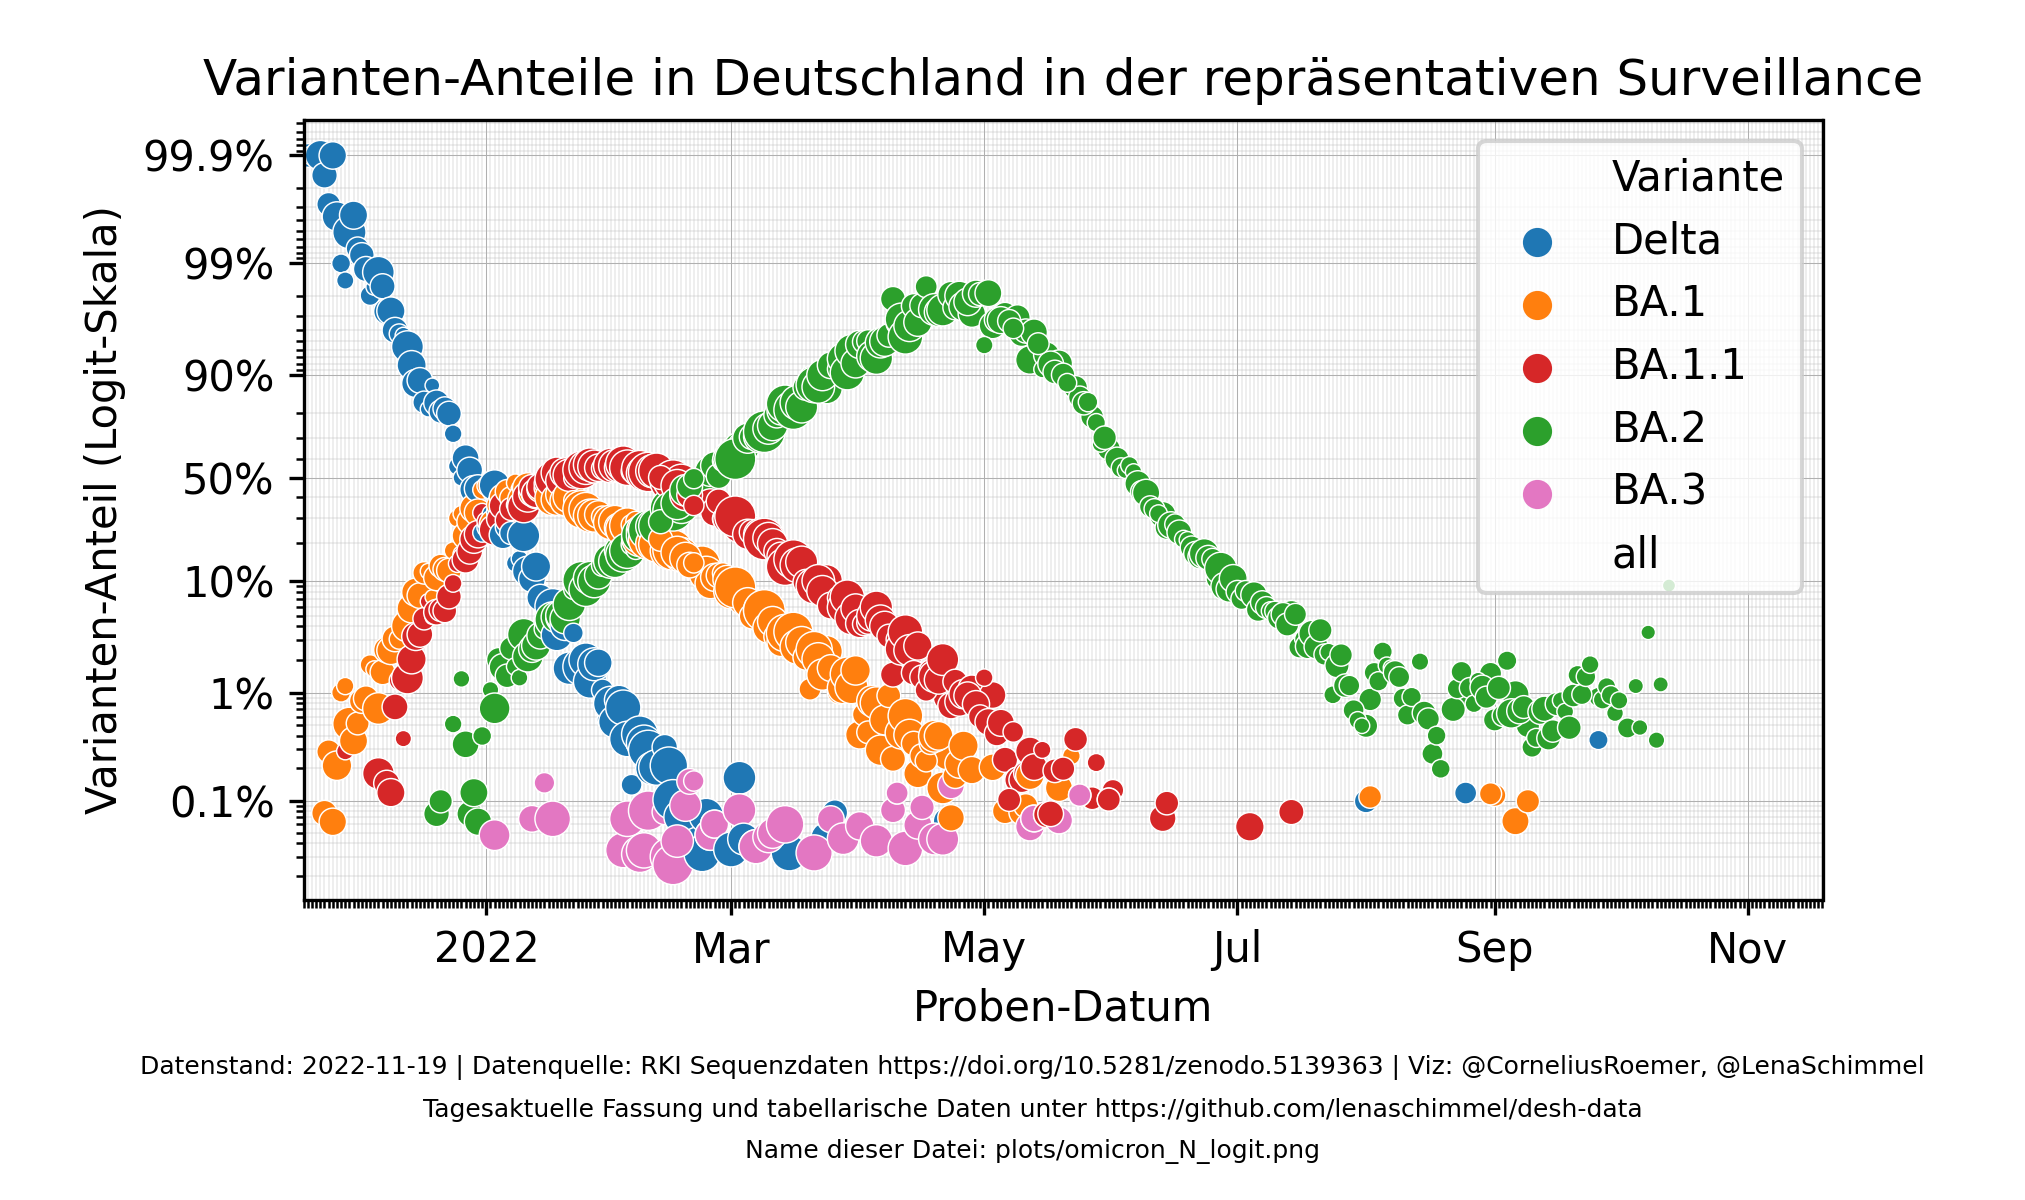 Varianten-Anteile in Deutschland in der repräsentativen Surveillance
Varianten-Anteil (Logit-Skala)
99.9%
99%
90%
50%
10%
1%
0.1%
Variante
Delta
BA.1
BA.1.1
BA.2
BA.3
all
2022
Mar
May
Jul
Sep
Nov
Proben-Datum
Datenstand: 2022-11-19 | Datenquelle: RKI Sequenzdaten https://doi.org/10.5281/zenodo.5139363 | Viz: @CorneliusRoemer, @LenaSchimmel
Tagesaktuelle Fassung und tabellarische Daten unter https://github.com/lenaschimmel/desh-data
Name dieser Datei: plots/omicron_N_logit.png